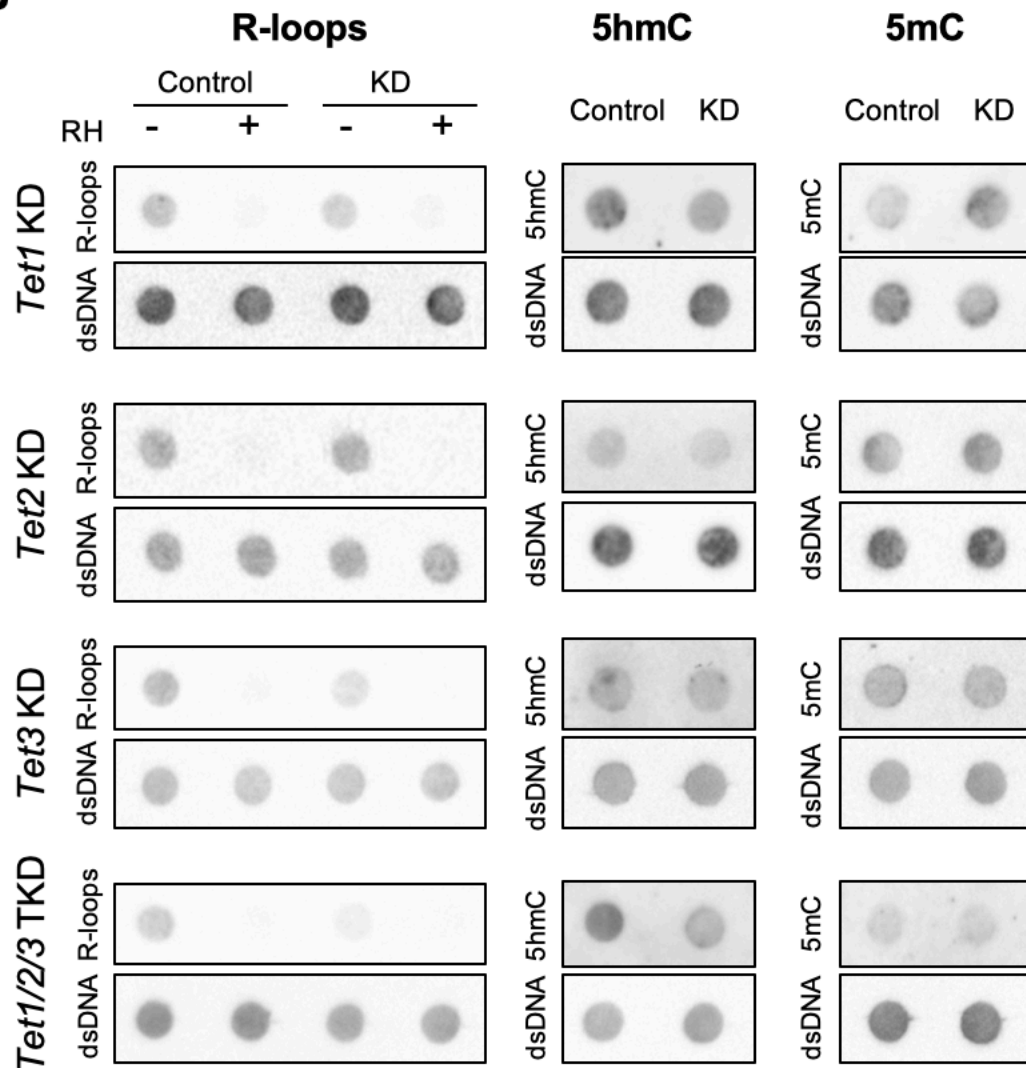 R-loops 5hmC 5mC
Control KD
Control KD Control KD
RH - + - +
Tet1 KD
R-loops 5hmC 5mC
dsDNA dsDNA dsDNA
Tet2 KD
R-loops 5hmC 5mC
dsDNA dsDNA dsDNA
Tet3 KD
R-loops 5hmC 5mC
dsDNA dsDNA dsDNA
Tet1/2/3 TKD
R-loops 5hmC 5mC
dsDNA dsDNA dsDNA